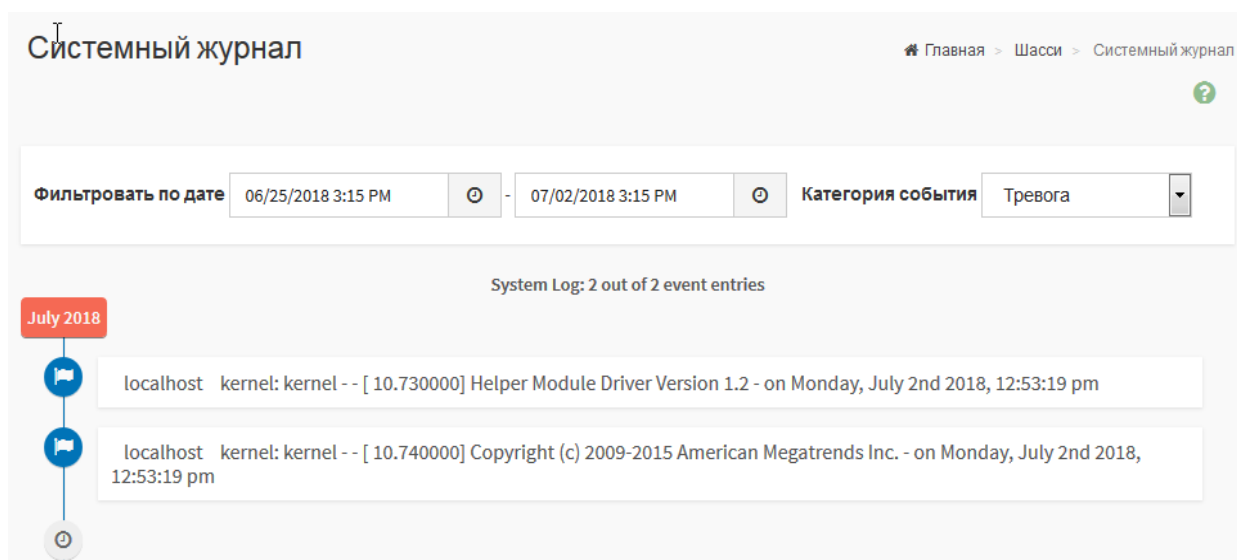 Системный журнал
Главная > Шасси > Системный журнал
Фильтровать по дате 06/25/2018 3:15 PM - 07/02/2018 3:15 PM Категория события Тревога
System Log: 2 out of 2 event entries
July 2018
localhost kernel: kernel - - [ 10.730000] Helper Module Driver Version 1.2 - on Monday, July 2nd 2018, 12:53:19 pm
localhost kernel: kernel - - [ 10.740000] Copyright (c) 2009-2015 American Megatrends Inc. - on Monday, July 2nd 2018,
12:53:19 pm